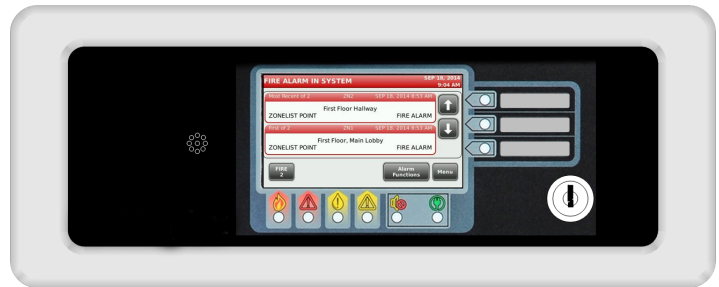 FIRE ALARM IN SYSTEM
SEP 18, 2014
9:04 AM
Most Recent of 2 ZN2 SEP 18, 2014 8:53 AM
First Floor Hallway
ZONELIST POINT FIRE ALARM
First of 2 ZN1 SEP 18, 2014 8:53 AM
First Floor, Main Lobby
ZONELIST POINT FIRE ALARM
FIRE
2
Alarm
Functions
Menu